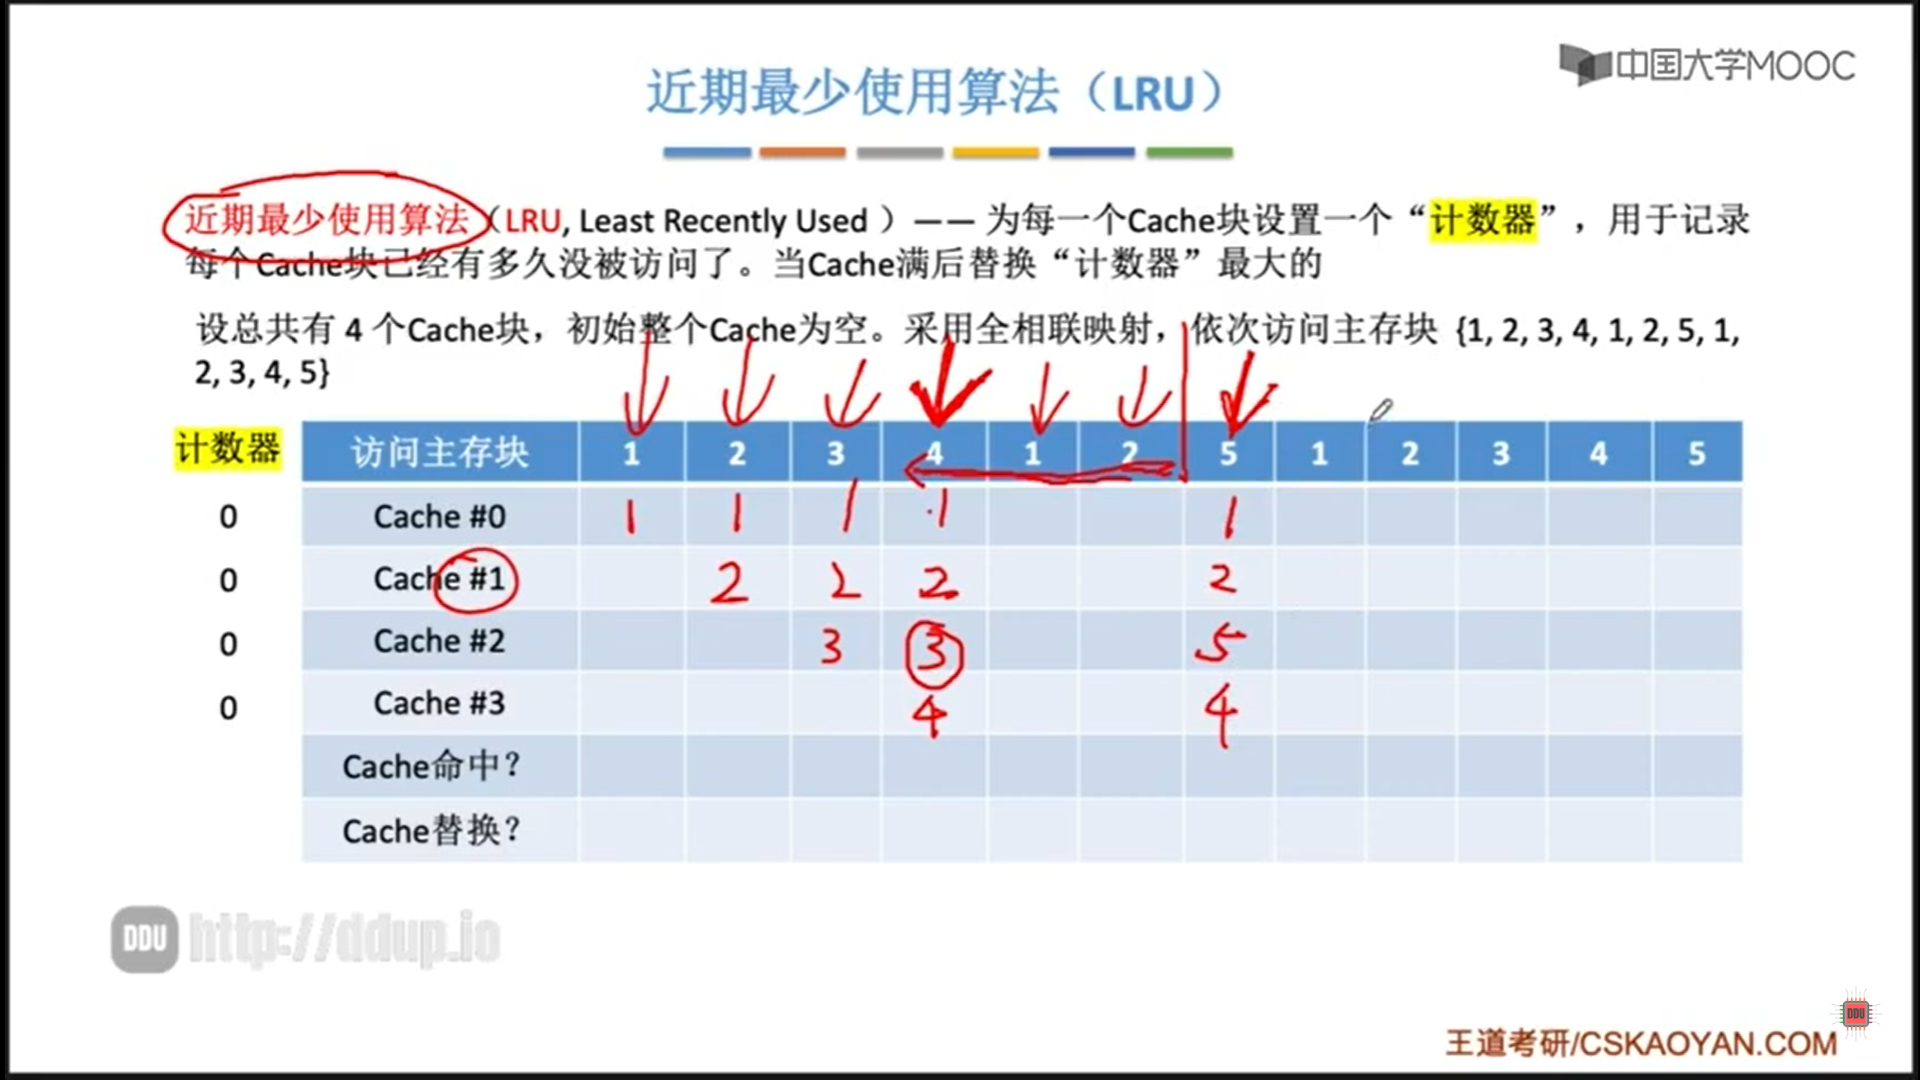 中国大学MOOC
近期最少使用算法（LRU）
近期最少使用算法（LRU, Least Recently Used ）—— 为每一个Cache块设置一个“计数器”，用于记录
每个Cache块已经有多久没被访问了。当Cache满后替换“计数器”最大的
设总共有 4 个Cache块，初始整个Cache为空。采用全相联映射，依次访问主存块 {1, 2, 3, 4, 1, 2, 5, 1,
2, 3, 4, 5}
计数器 访问主存块 1 2 3 4 1 2 5 1 2 3 4 5
0 Cache #0 1 1 1 1 1
0 Cache #1 2 2 2 2
0 Cache #2 3 3 5
0 Cache #3 4 4
Cache命中？
Cache替换？
DDU http://ddup.io
DDU
王道考研/CSKAOYAN.COM